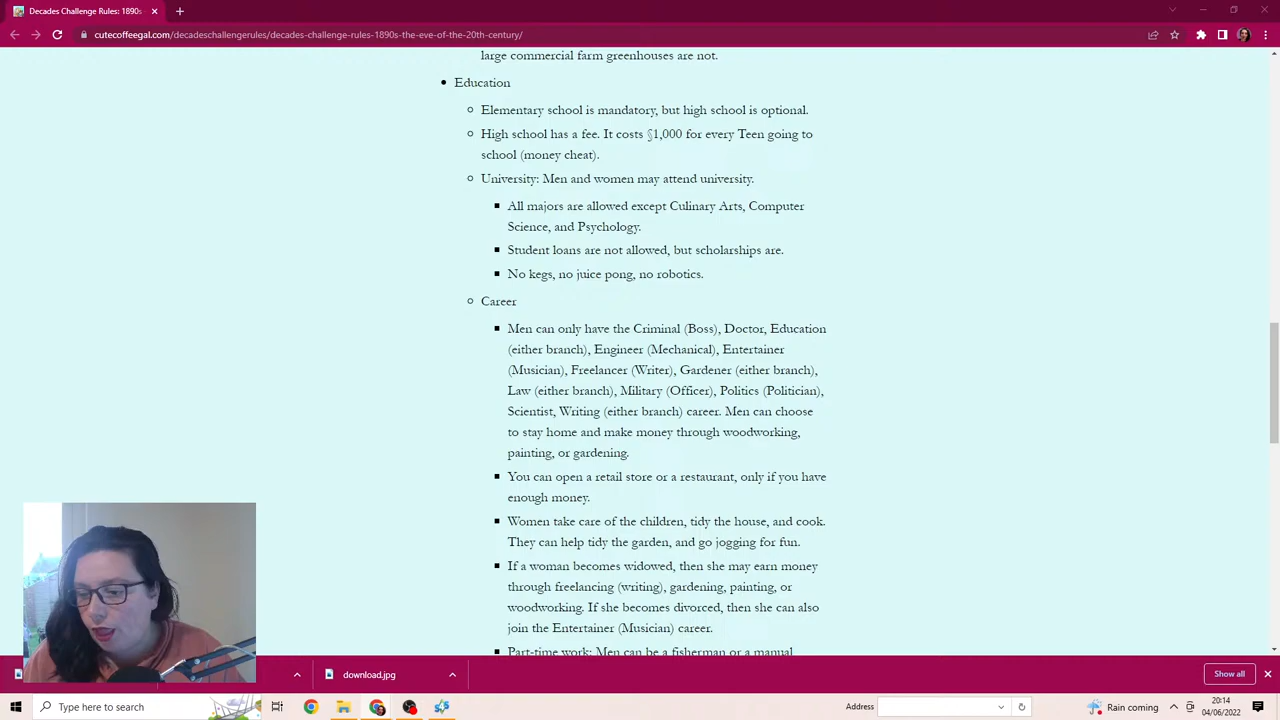 Decades Challenge Rules: 1890s
cutecoffeegal.com/decadeschallengerules/decades-challenge-rules-1890s-the-eve-of-the-20th-century/
large commercial farm greenhouses are not.
Education
Elementary school is mandatory, but high school is optional.
High school has a fee. It costs §1,000 for every Teen going to
school (money cheat).
University: Men and women may attend university.
All majors are allowed except Culinary Arts, Computer
Science, and Psychology.
Student loans are not allowed, but scholarships are.
No kegs, no juice pong, no robotics.
Career
Men can only have the Criminal (Boss), Doctor, Education
(either branch), Engineer (Mechanical), Entertainer
(Musician), Freelancer (Writer), Gardener (either branch),
Law (either branch), Military (Officer), Politics (Politician),
Scientist, Writing (either branch) career. Men can choose
to stay home and make money through woodworking,
painting, or gardening.
You can open a retail store or a restaurant, only if you have
enough money.
Women take care of the children, tidy the house, and cook.
They can help tidy the garden, and go jogging for fun.
If a woman becomes widowed, then she may earn money
through freelancing (writing), gardening, painting, or
woodworking. If she becomes divorced, then she can also
join the Entertainer (Musician) career.
Part-time work: Men can be a fisherman or a manual
download.jpg
Show all
Type here to search
Address
Rain coming
20:14
04/06/2022